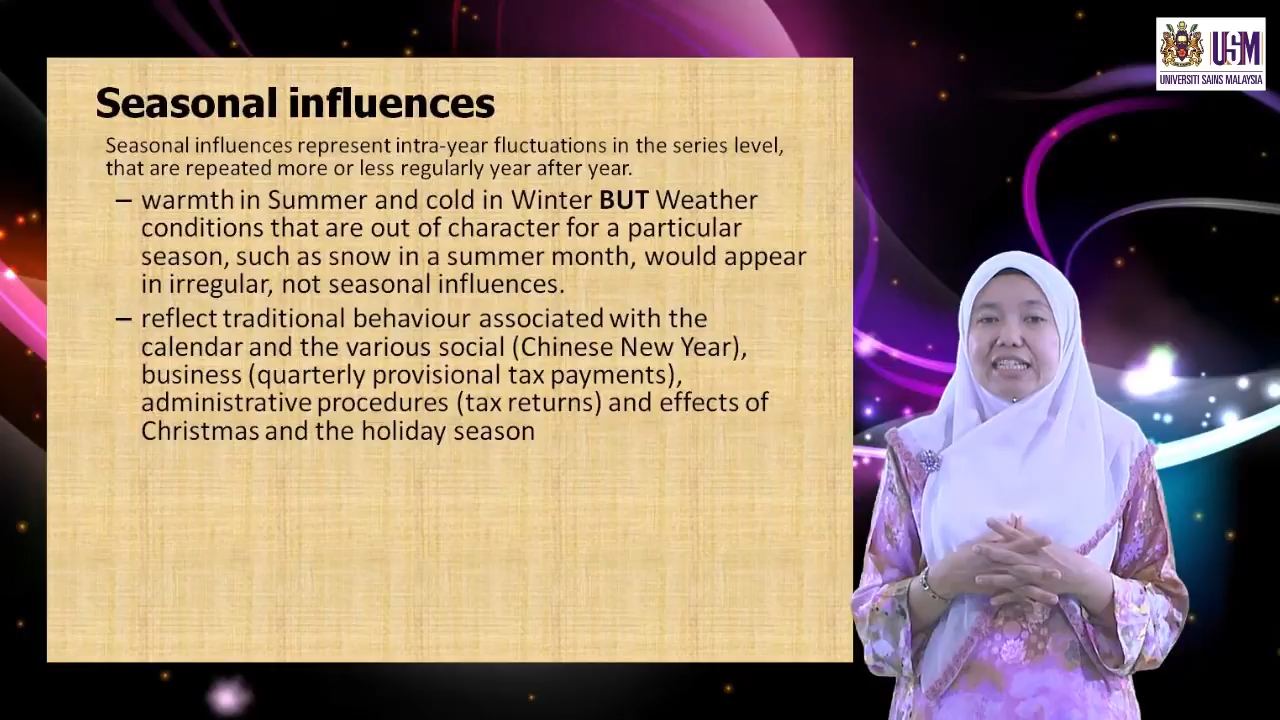 USM
UNIVERSITI SAINS MALAYSIA
Seasonal influences
Seasonal influences represent intra-year fluctuations in the series level,
that are repeated more or less regularly year after year.
– warmth in Summer and cold in Winter BUT Weather
conditions that are out of character for a particular
season, such as snow in a summer month, would appear
in irregular, not seasonal influences.
– reflect traditional behaviour associated with the
calendar and the various social (Chinese New Year),
business (quarterly provisional tax payments),
administrative procedures (tax returns) and effects of
Christmas and the holiday season